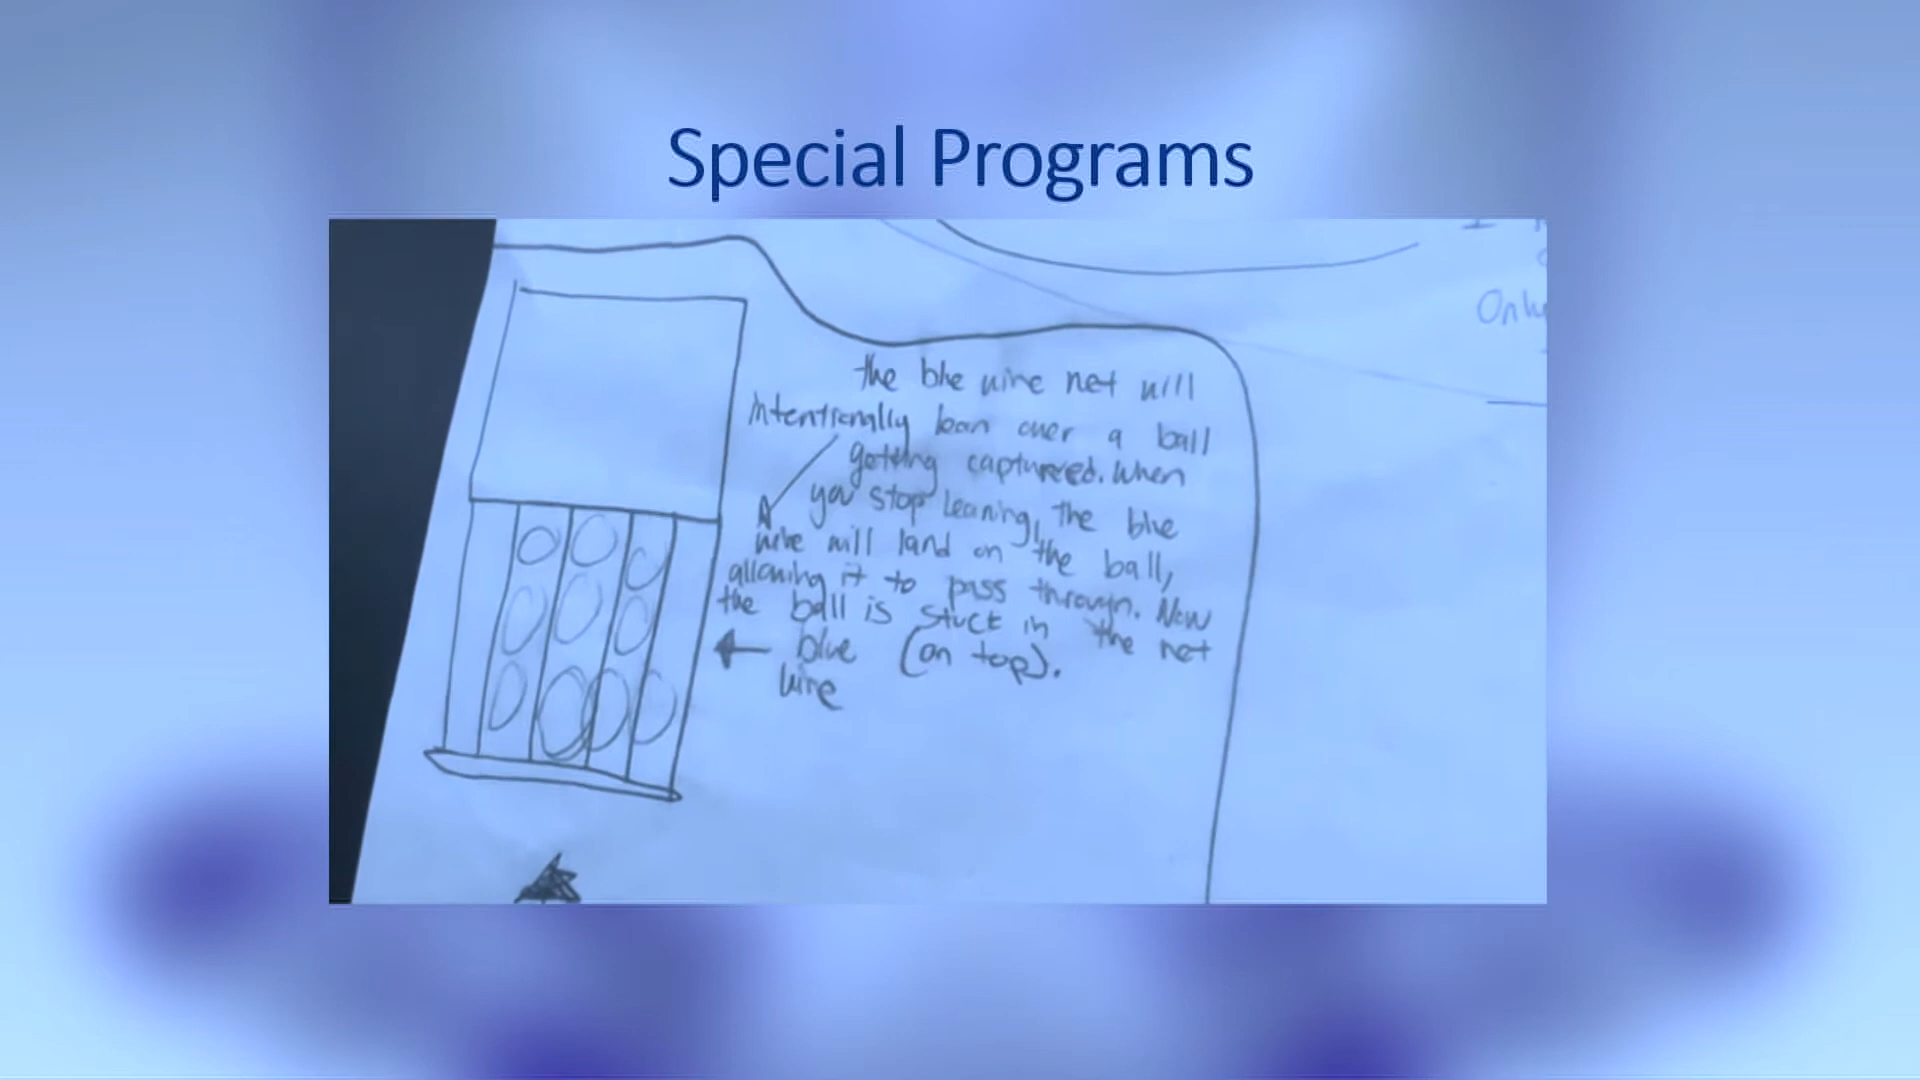 Special Programs
Only
the blue wire net will
intentionally lean over a ball
getting captured. When
you stop leaning, the blue
wire will land on the ball,
allowing it to pass through. Now
the ball is stuck in the net
blue (on top).
wire